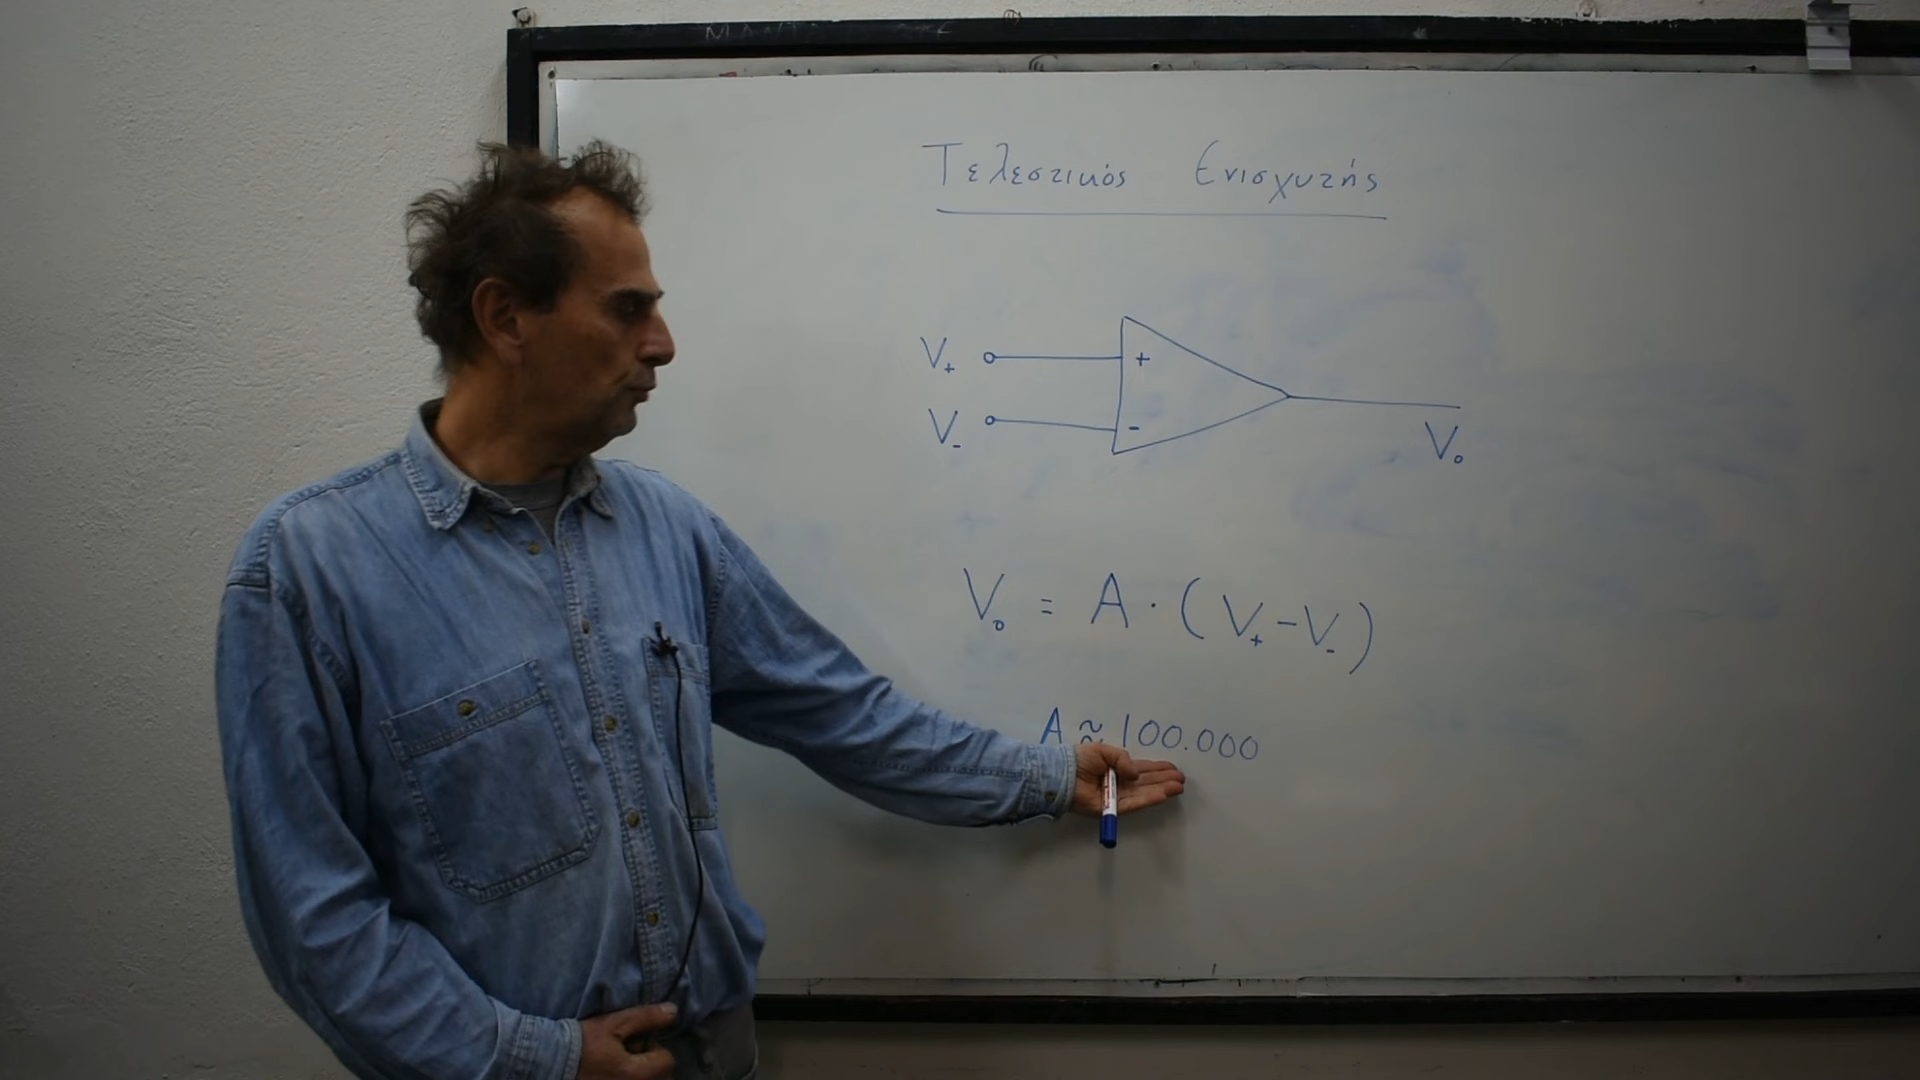 Τελεστικός Ενισχυτής
V+
+
V-
-
Vo
Vo = A · (V+ - V-)
A ≈ 100.000